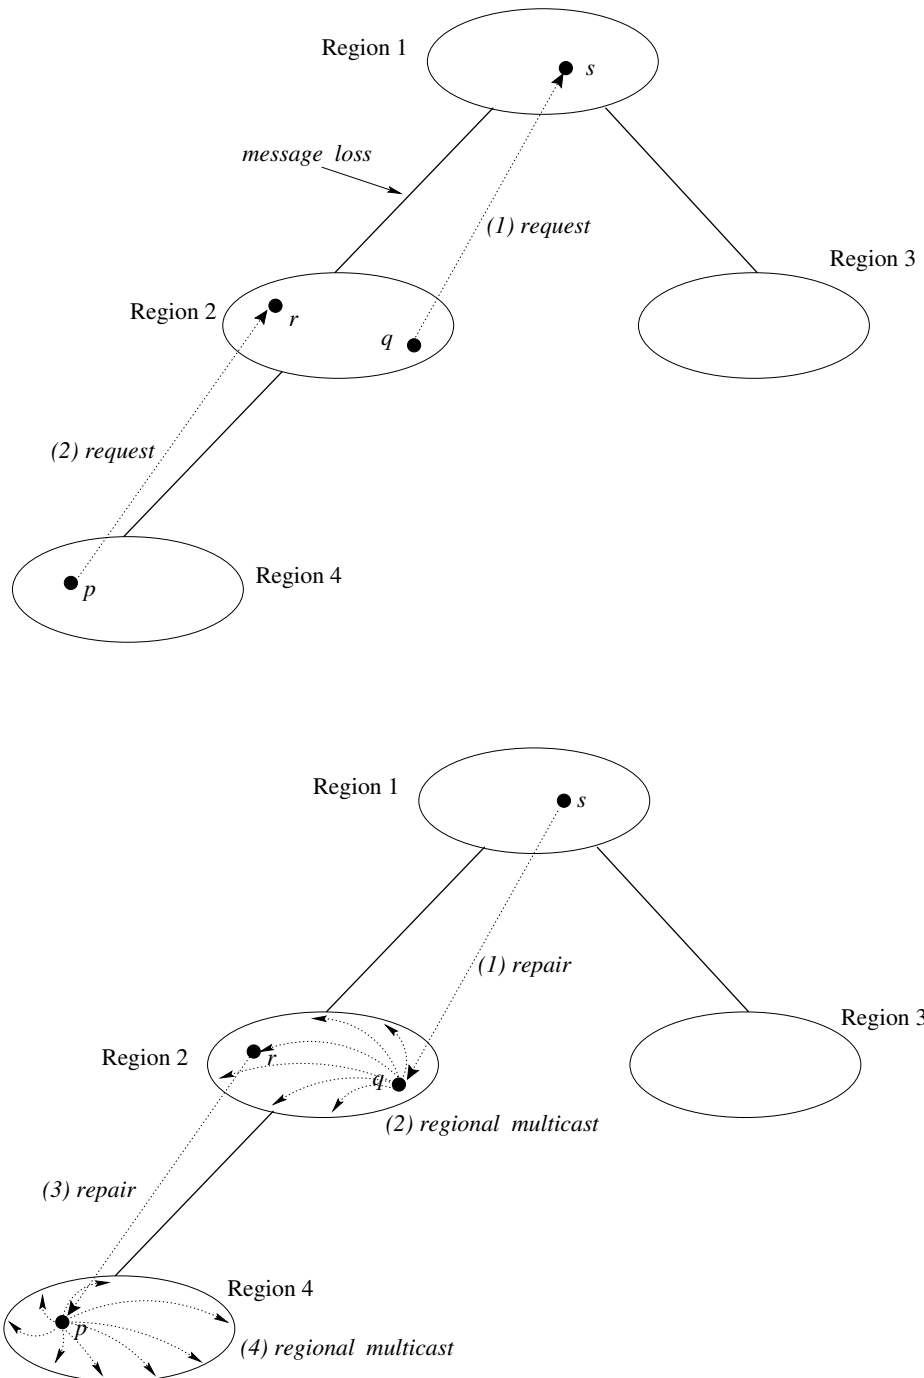 Region 1
s
message loss
(1) request
Region 3
Region 2
r
q
(2) request
Region 4
p
Region 1
s
(1) repair
Region 3
Region 2
r
q
(2) regional multicast
(3) repair
Region 4
p
(4) regional multicast